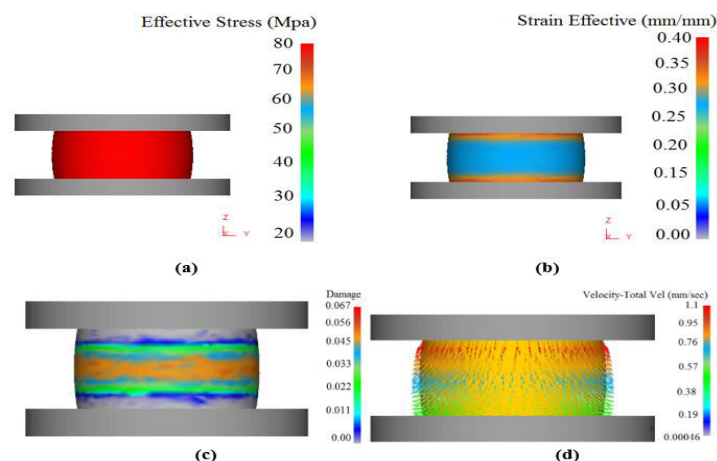 Effective Stress (Mpa)
80
70
60
50
40
30
20
Z
X Y
(a)
Strain Effective (mm/mm)
0.40
0.35
0.30
0.25
0.20
0.15
0.00
Z
X Y
(b)
Damage
0.067
0.056
0.045
0.033
0.022
0.011
0.00
(c)
Velocity-Total Vel (mm/sec)
1.1
0.95
0.76
0.57
0.38
0.19
0.00046
(d)